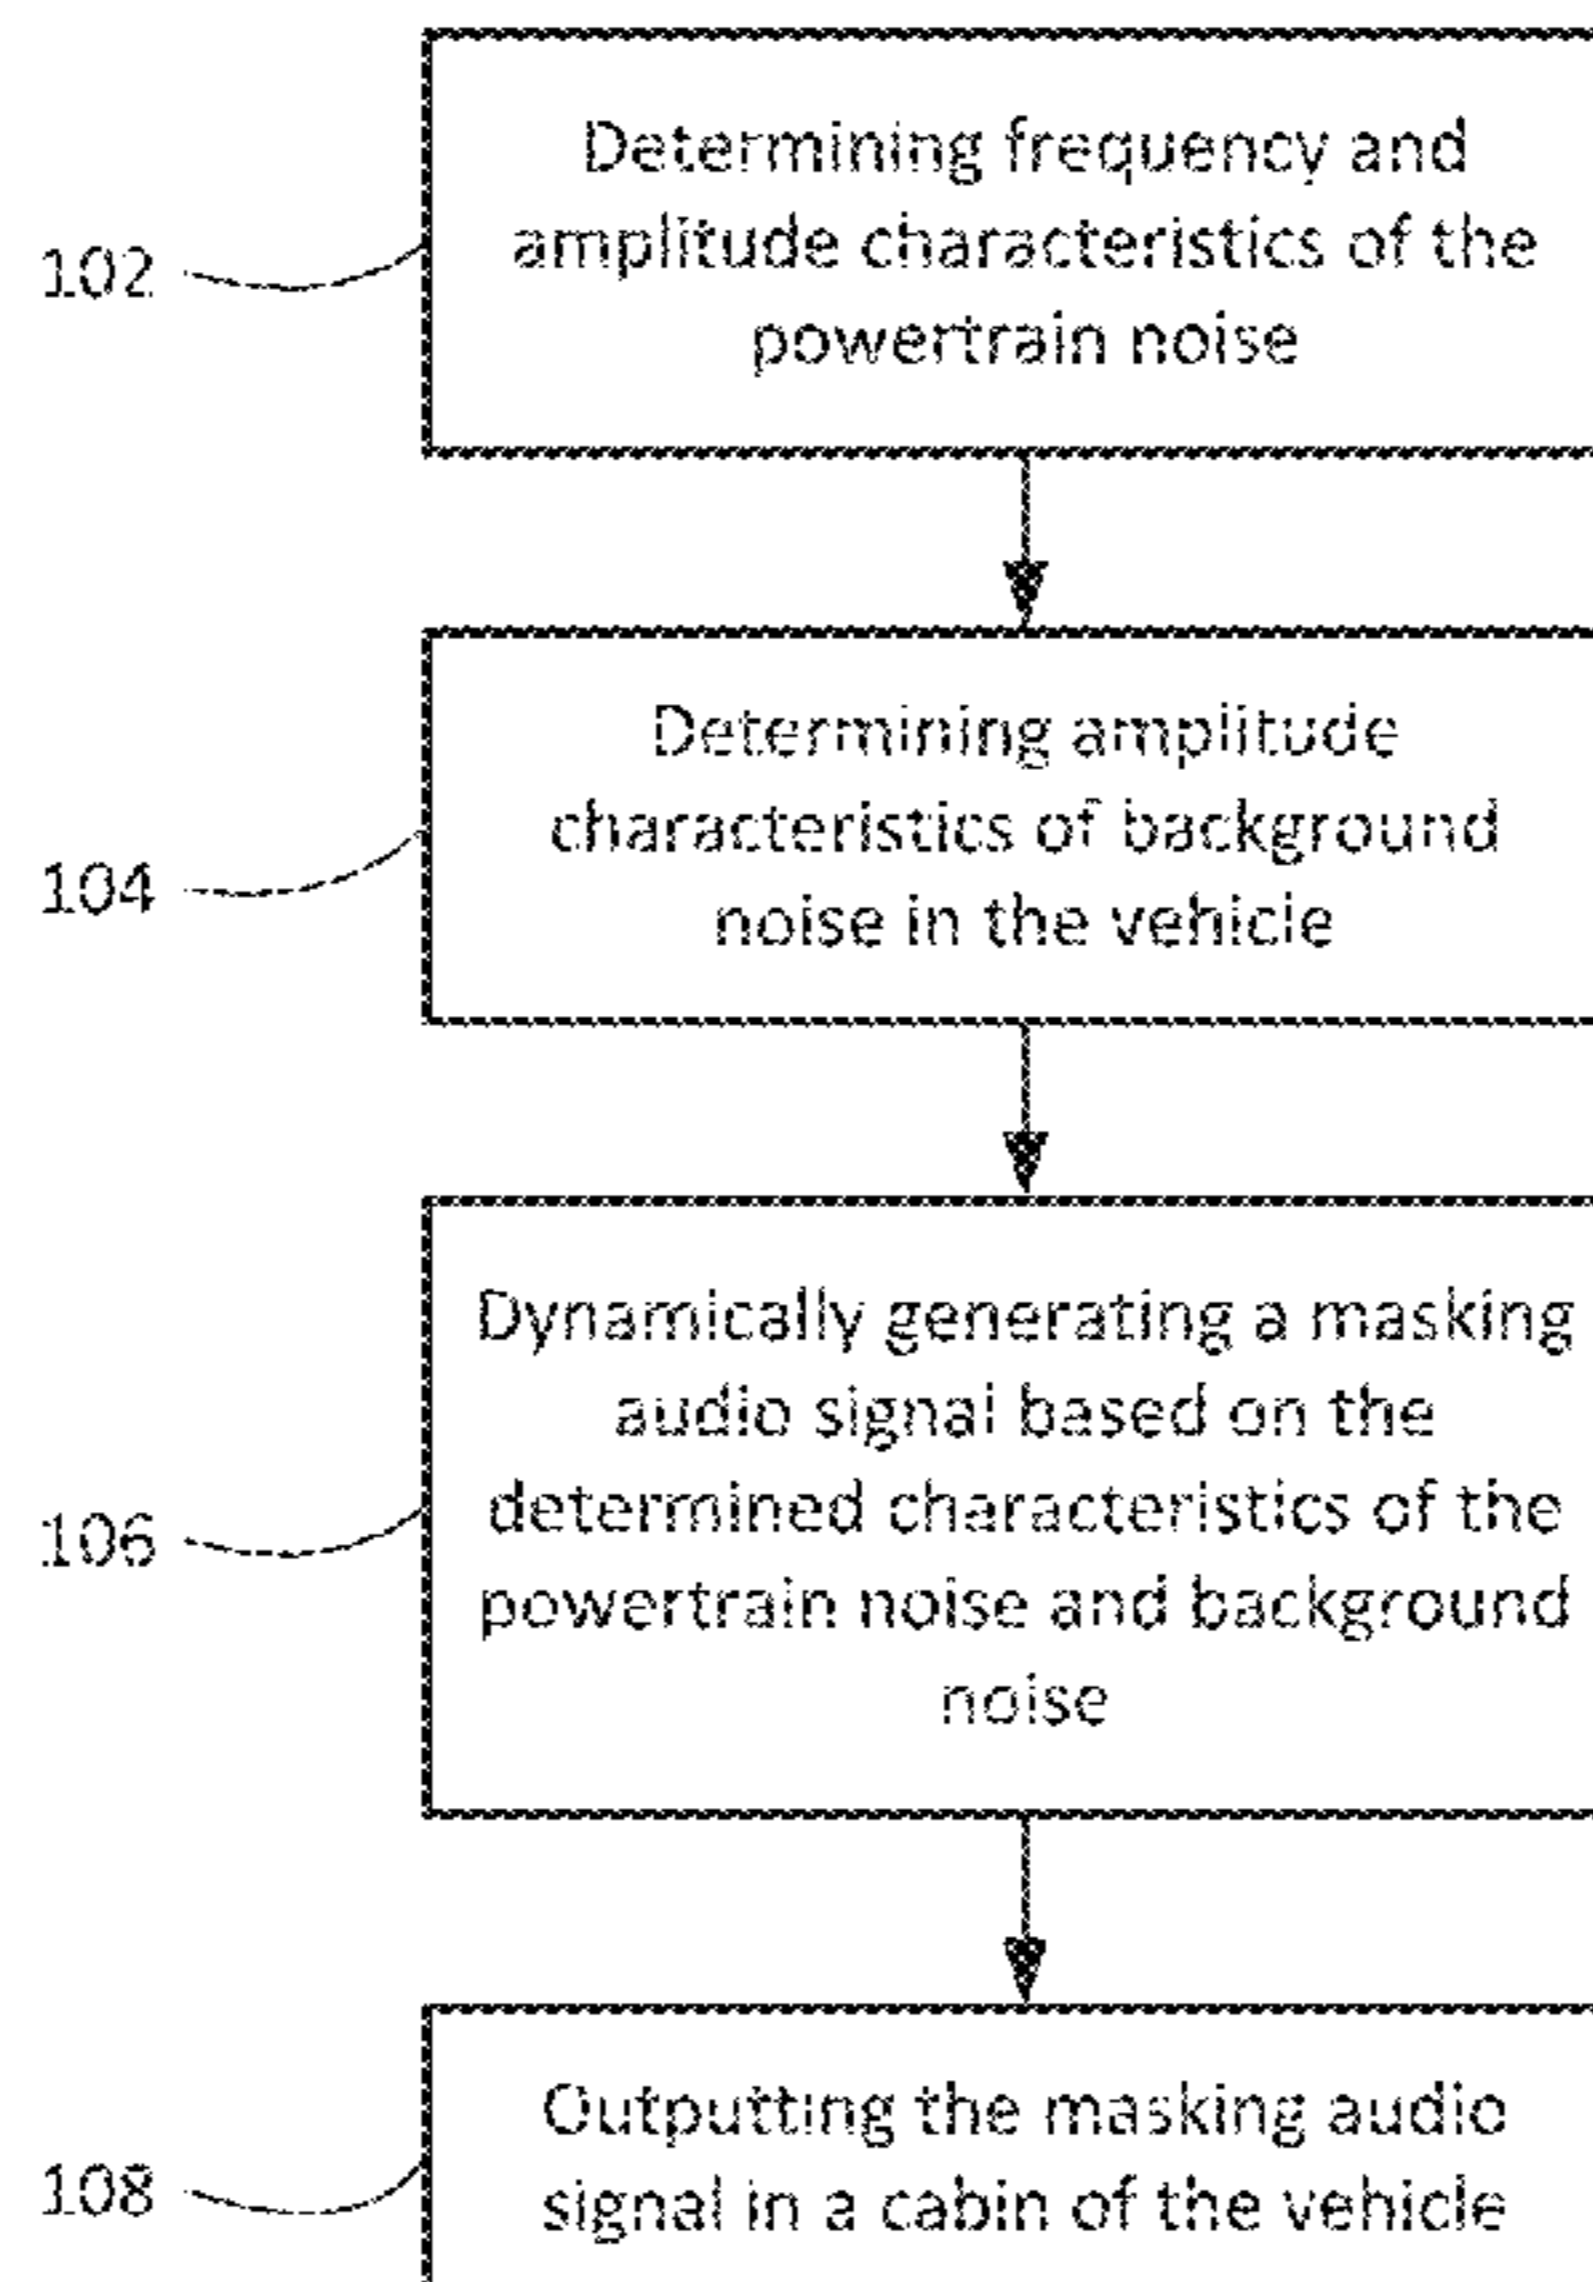 Determining frequency and
amplitude characteristics of the
powertrain noise
102
Determining amplitude
characteristics of background
noise in the vehicle
104
Dynamically generating a masking
audio signal based on the
determined characteristics of the
powertrain noise and background
noise
106
Outputting the masking audio
signal in a cabin of the vehicle
108